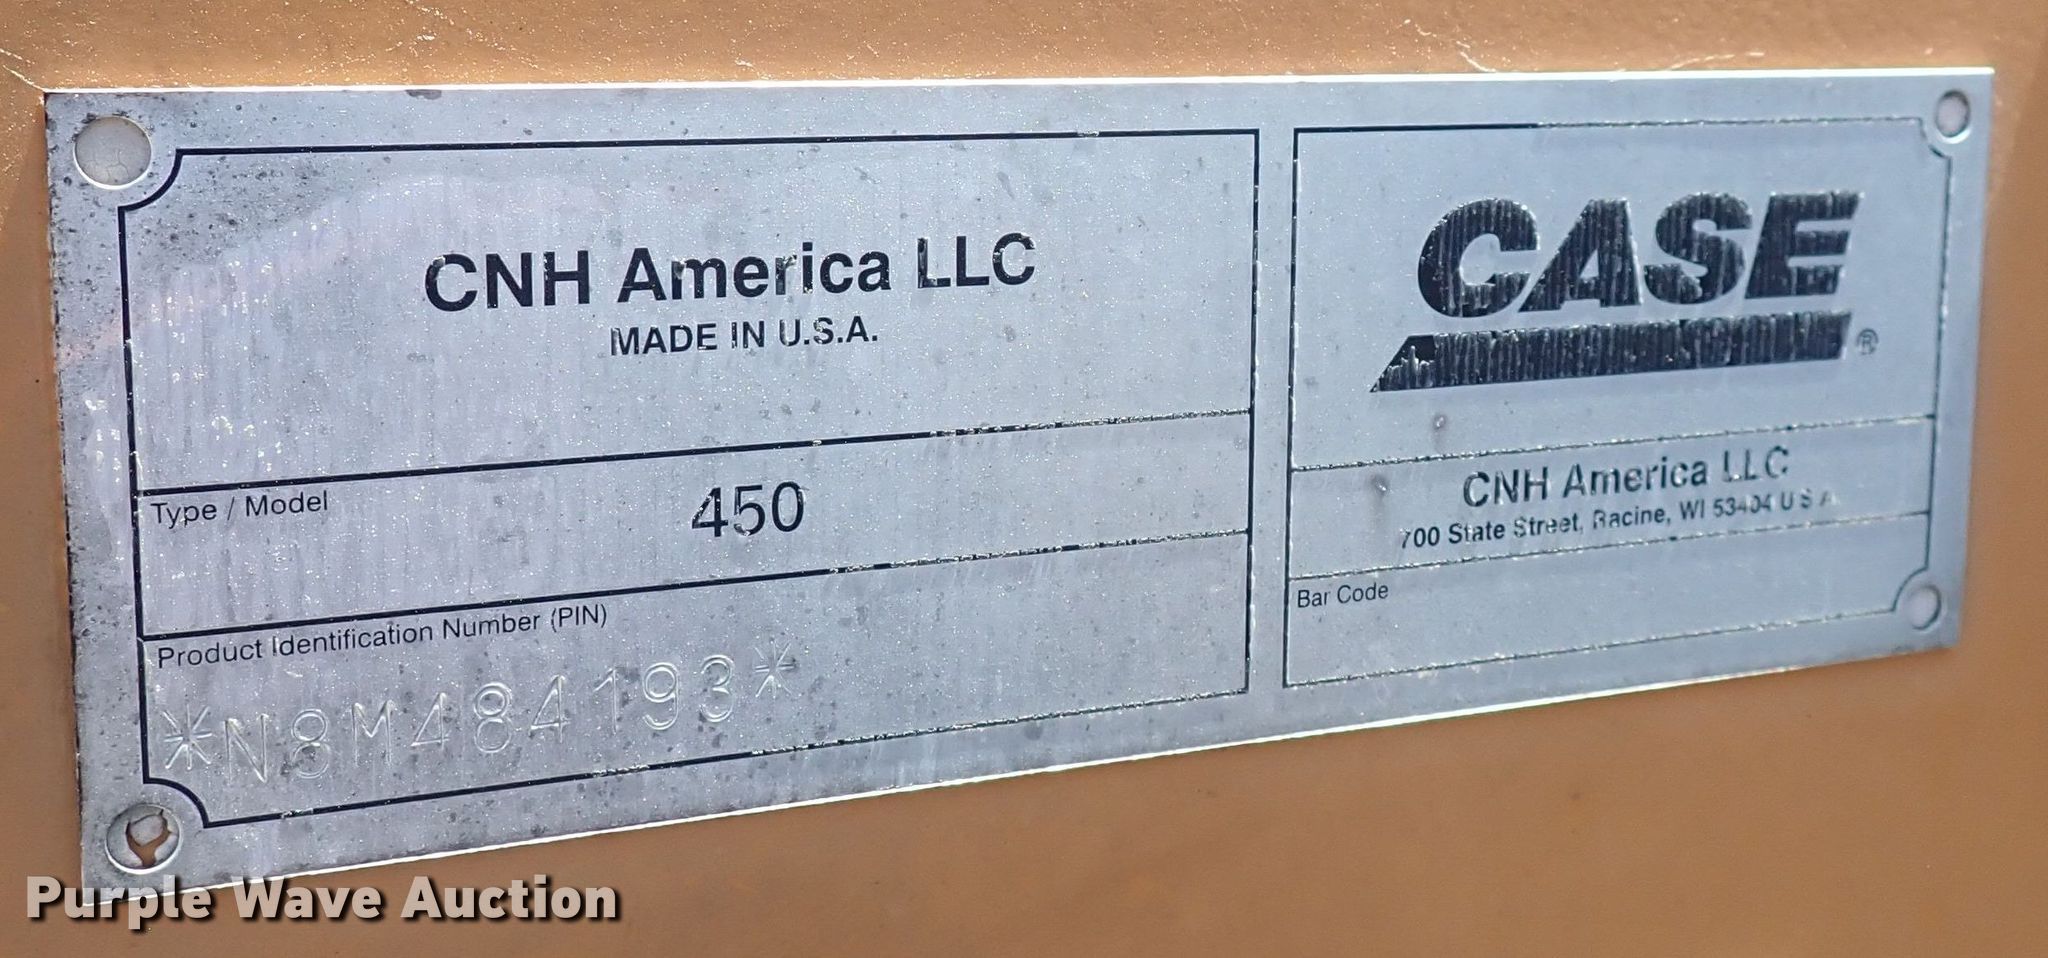 CNH America LLC
MADE IN U.S.A.
Type / Model
450
Product Identification Number (PIN)
*N8M484193*
CASE
®
CNH America LLC
700 State Street, Racine, WI 53404 U S A
Bar Code
Purple Wave Auction